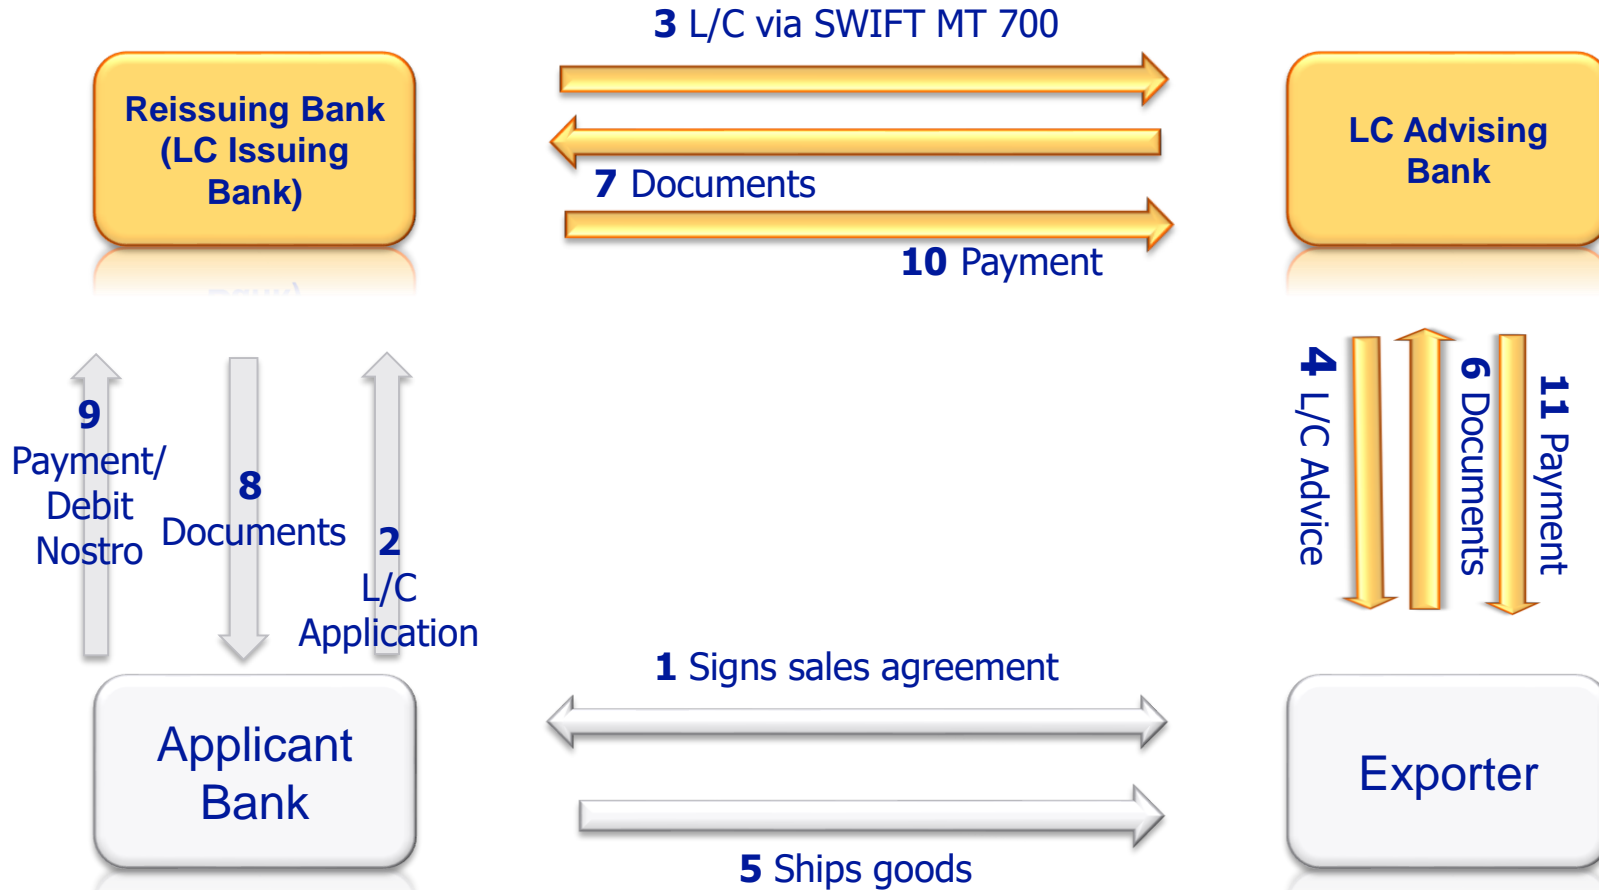 3 L/C via SWIFT MT 700
Reissuing Bank
(LC Issuing
Bank)
LC Advising
Bank
7 Documents
10 Payment
9
Payment/
Debit
Nostro
8
Documents
2
L/C
Application
4 L/C Advice
6 Documents
11 Payment
1 Signs sales agreement
Applicant
Bank
Exporter
5 Ships goods